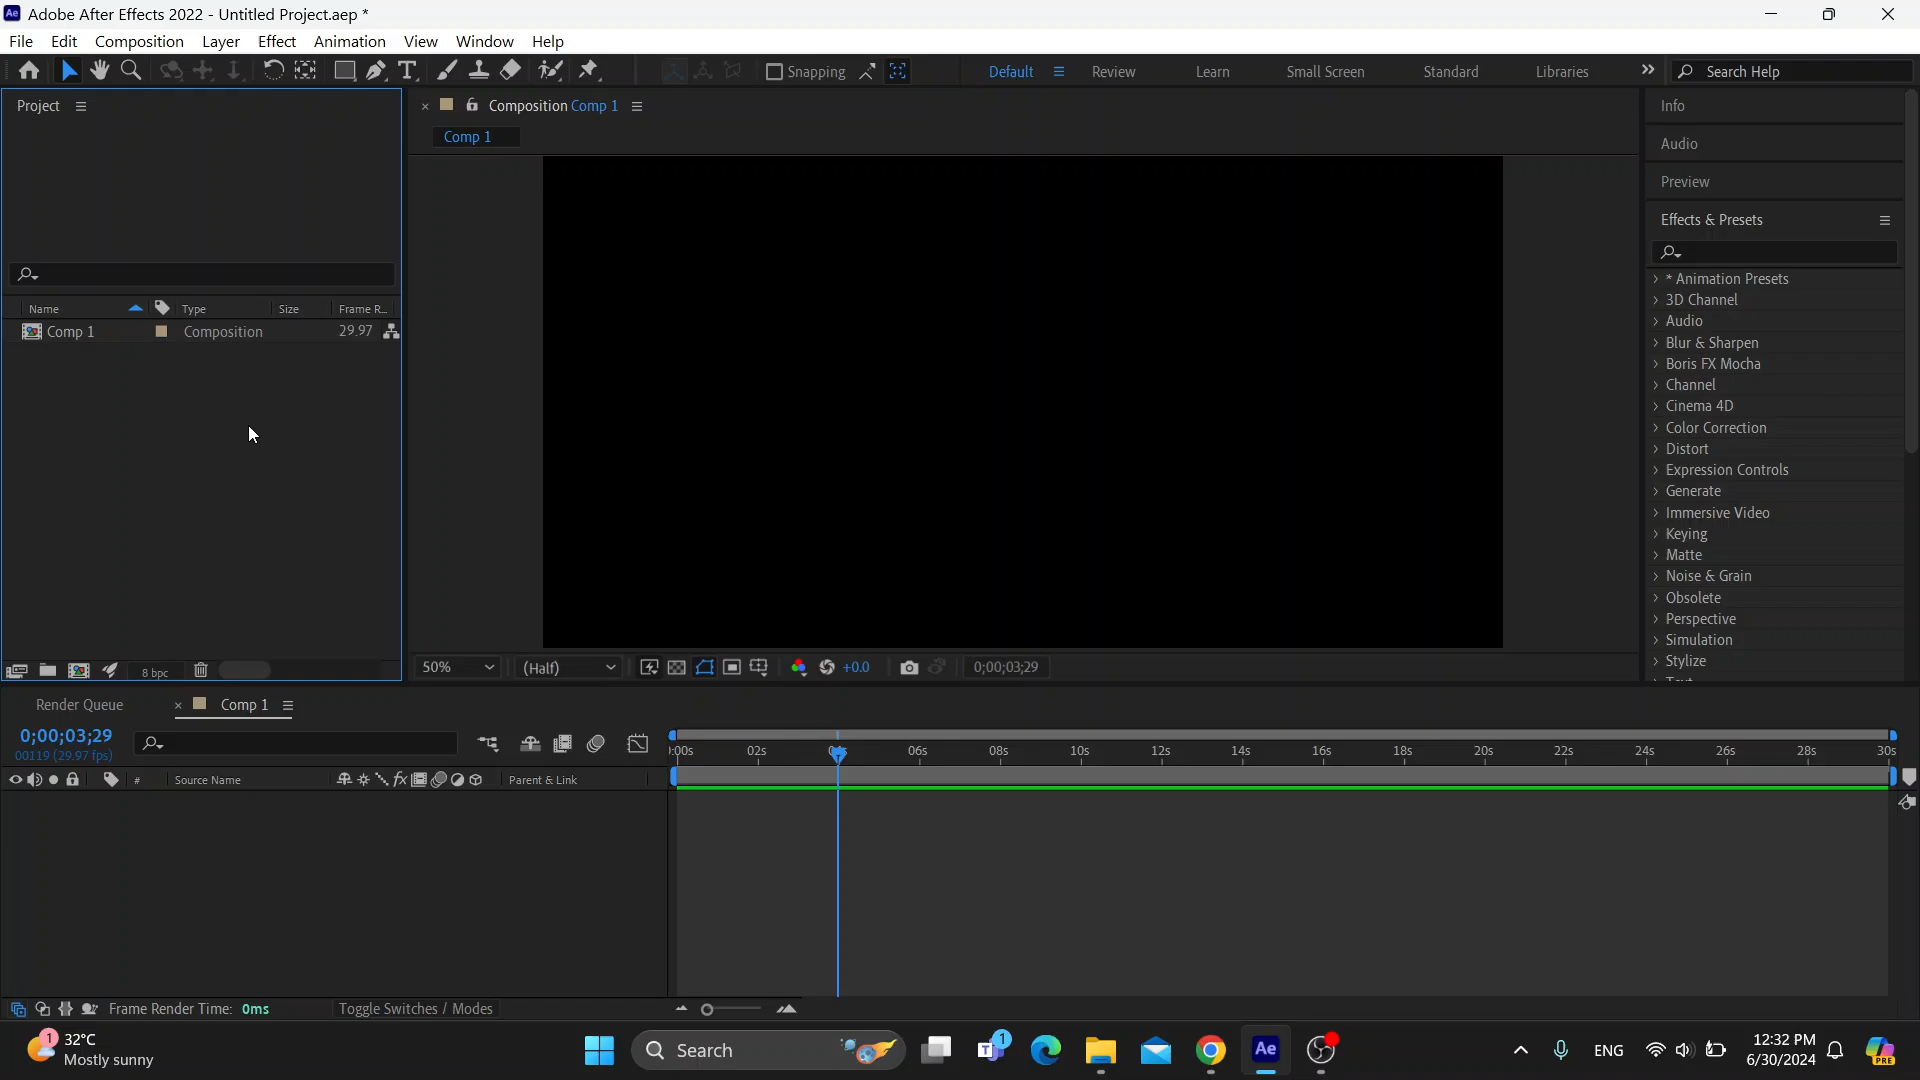 Ae Adobe After Effects 2022 - Untitled Project.aep *
File Edit Composition Layer Effect Animation View Window Help
Snapping Default Review Learn Small Screen Standard Libraries Search Help
Project
Composition Comp 1
Comp 1
Name Type Size Frame R...
Comp 1 Composition 29.97
8 bpc
50% (Half) +0.0 0;00;03;29
Info
Audio
Preview
Effects & Presets
* Animation Presets
3D Channel
Audio
Blur & Sharpen
Boris FX Mocha
Channel
Cinema 4D
Color Correction
Distort
Expression Controls
Generate
Immersive Video
Keying
Matte
Noise & Grain
Obsolete
Perspective
Simulation
Stylize
Render Queue Comp 1
0;00;03;29
00119 (29.97 fps)
# Source Name fx Parent & Link
):00s 02s 04s 06s 08s 10s 12s 14s 16s 18s 20s 22s 24s 26s 28s 30s
Frame Render Time: 0ms Toggle Switches / Modes
1 32°C
Mostly sunny
Search
1
Ae
ENG
12:32 PM
6/30/2024
PRE